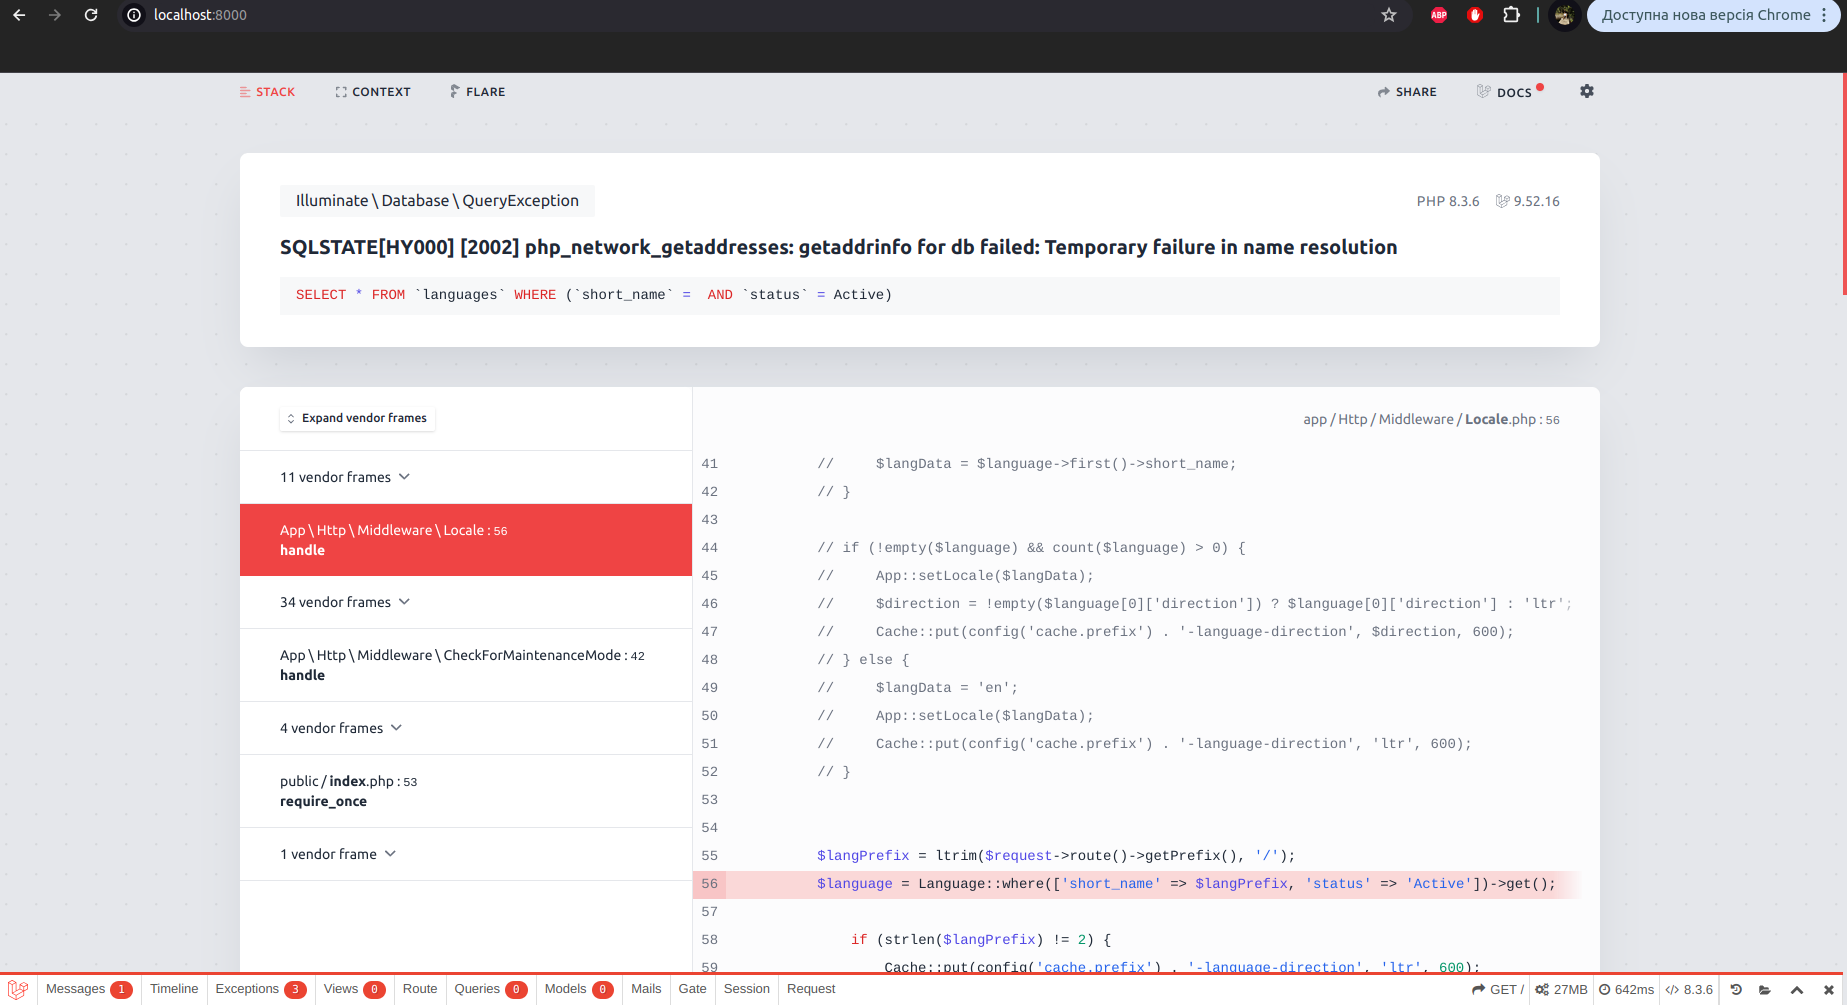 localhost:8000
ABP
Доступна нова версія Chrome
STACK
CONTEXT
FLARE
SHARE
DOCS
Illuminate \ Database \ QueryException
PHP 8.3.6
9.52.16
SQLSTATE[HY000] [2002] php_network_getaddresses: getaddrinfo for db failed: Temporary failure in name resolution
SELECT * FROM `languages` WHERE (`short_name` =  AND `status` = Active)
Expand vendor frames
11 vendor frames
App \ Http \ Middleware \ Locale : 56
handle
34 vendor frames
App \ Http \ Middleware \ CheckForMaintenanceMode : 42
handle
4 vendor frames
public / index.php : 53
require_once
1 vendor frame
app / Http / Middleware / Locale.php : 56
41 //     $langData = $language->first()->short_name;
42 // }
43
44 // if (!empty($language) && count($language) > 0) {
45 //     App::setLocale($langData);
46 //     $direction = !empty($language[0]['direction']) ? $language[0]['direction'] : 'ltr';
47 //     Cache::put(config('cache.prefix') . '-language-direction', $direction, 600);
48 // } else {
49 //     $langData = 'en';
50 //     App::setLocale($langData);
51 //     Cache::put(config('cache.prefix') . '-language-direction', 'ltr', 600);
52 // }
53
54
55 $langPrefix = ltrim($request->route()->getPrefix(), '/');
56 $language = Language::where(['short_name' => $langPrefix, 'status' => 'Active'])->get();
57
58     if (strlen($langPrefix) != 2) {
59         Cache::put(config('cache.prefix') . '-language-direction', 'ltr', 600);
Messages 1
Timeline
Exceptions 3
Views 0
Route
Queries 0
Models 0
Mails
Gate
Session
Request
GET /
27MB
642ms
8.3.6